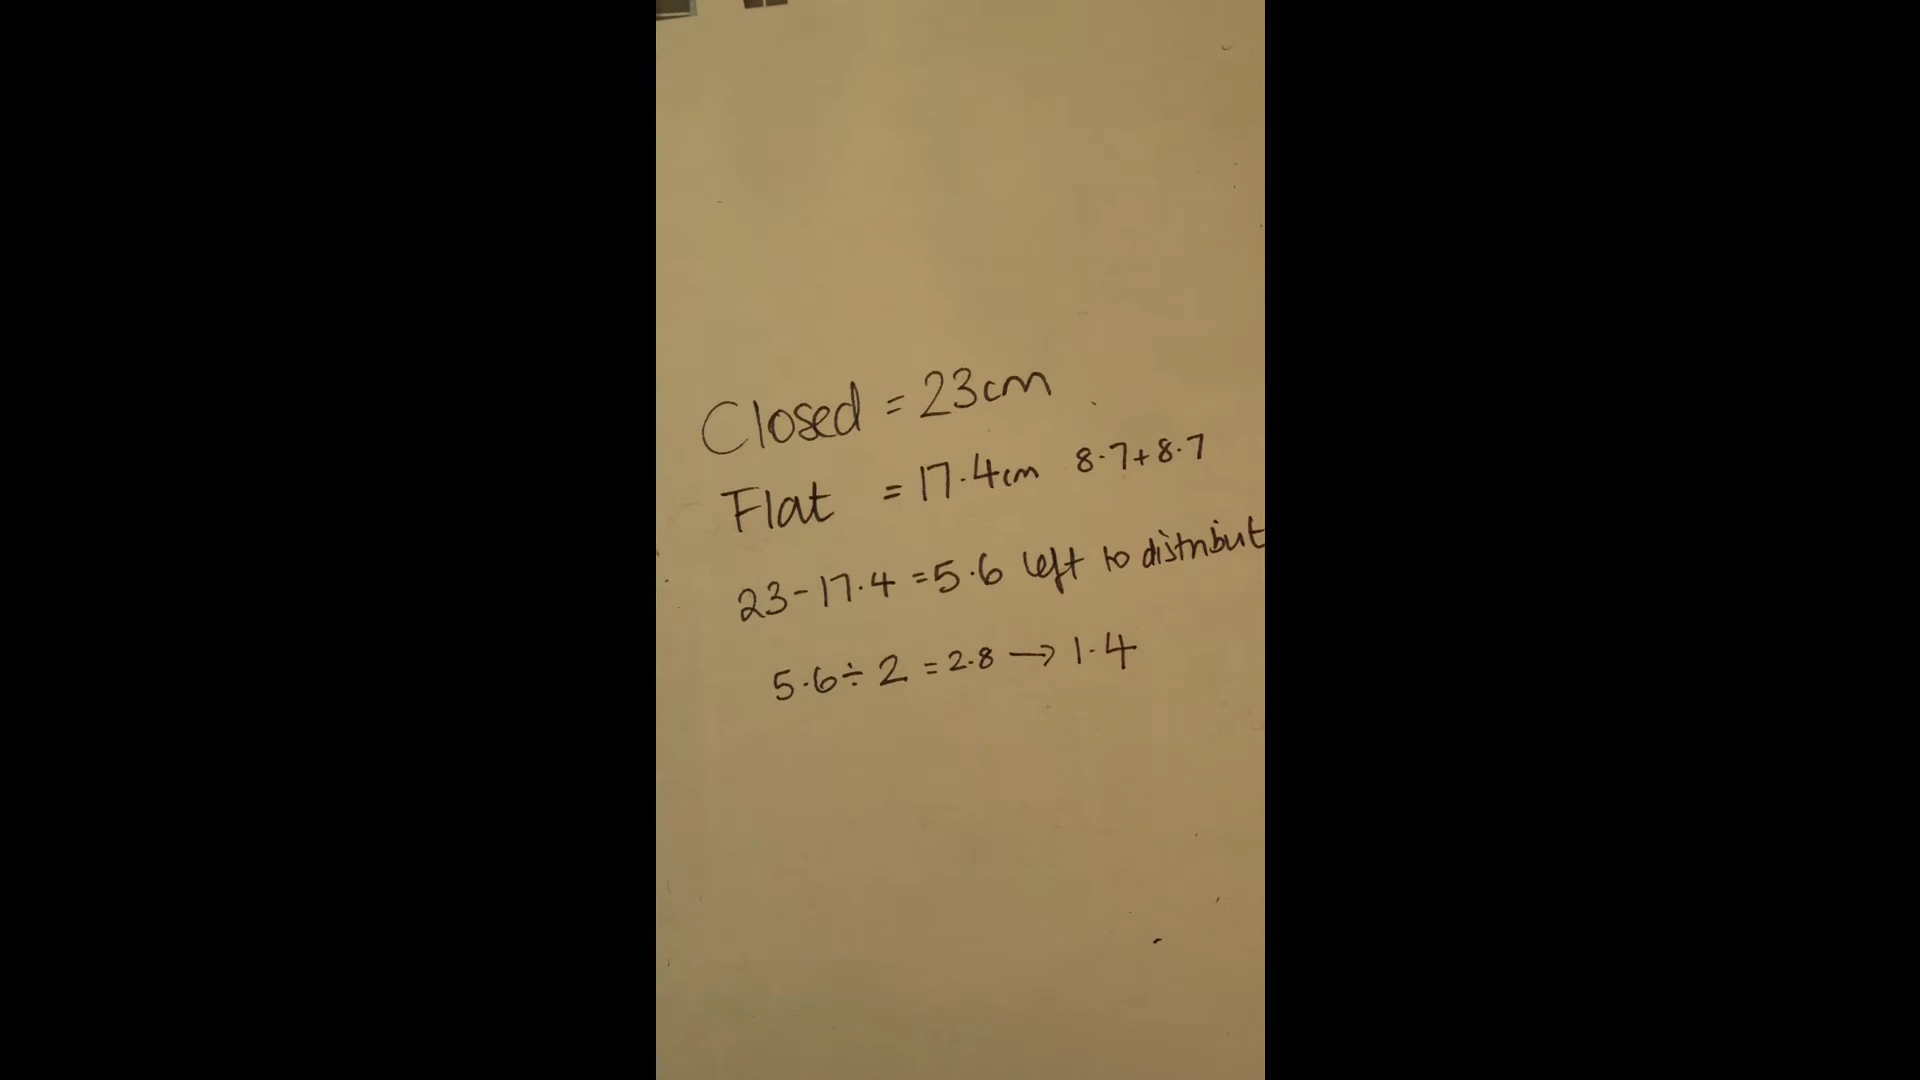 Closed = 23cm
Flat = 17.4cm 8.7+8.7
23-17.4 = 5.6 left to distribut
5.6÷2 = 2.8 → 1.4